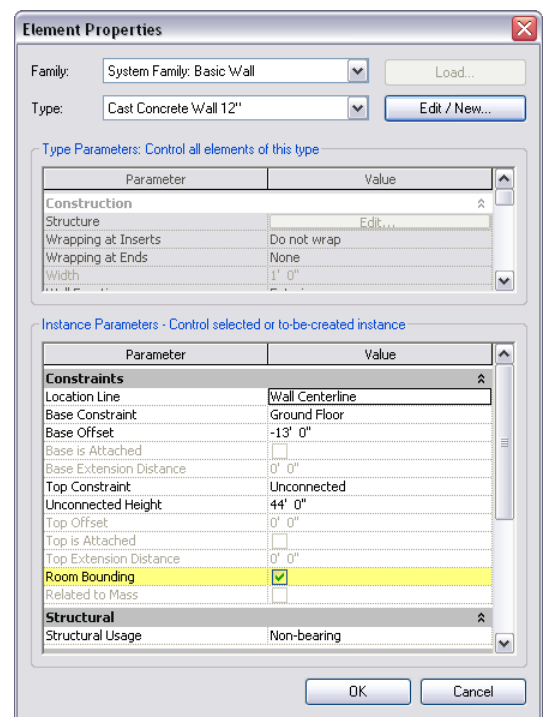 Element Properties
Family: System Family: Basic Wall Load...
Type: Cast Concrete Wall 12" Edit / New...
Type Parameters: Control all elements of this type
Parameter Value
Construction
Structure Edit...
Wrapping at Inserts Do not wrap
Wrapping at Ends None
Width 1' 0"
Instance Parameters - Control selected or to-be-created instance
Parameter Value
Constraints
Location Line Wall Centerline
Base Constraint Ground Floor
Base Offset -13' 0"
Base is Attached
Base Extension Distance 0' 0"
Top Constraint Unconnected
Unconnected Height 44' 0"
Top Offset 0' 0"
Top is Attached
Top Extension Distance 0' 0"
Room Bounding
Related to Mass
Structural
Structural Usage Non-bearing
OK Cancel